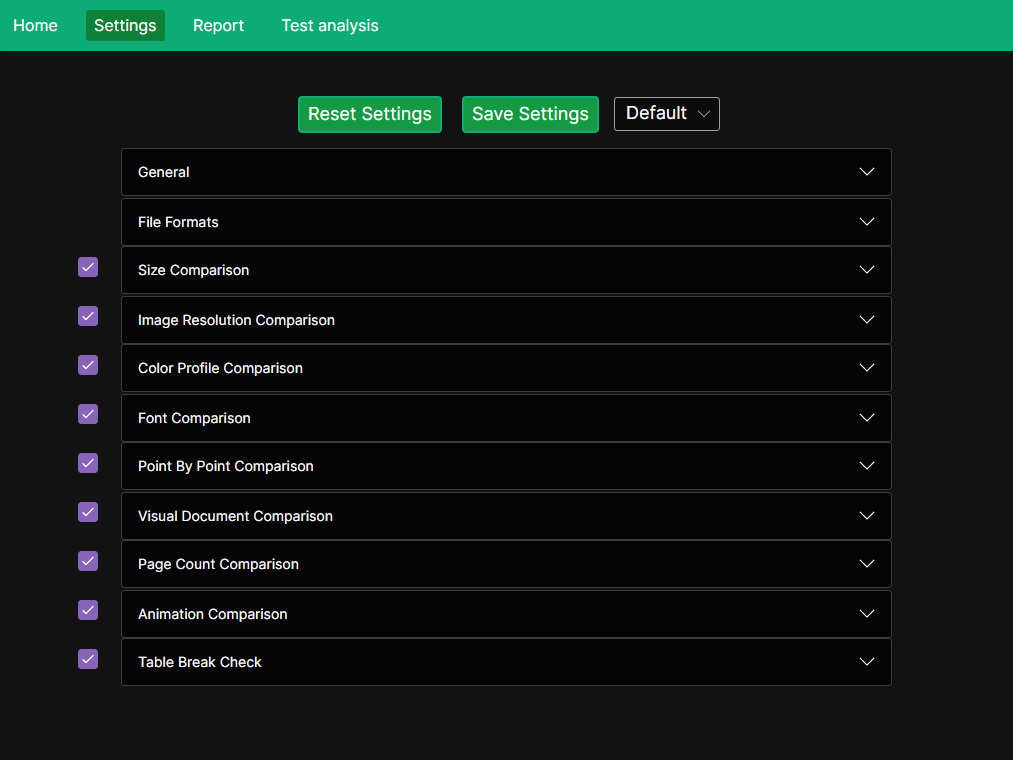 Home Settings Report Test analysis
Reset Settings Save Settings Default
General
File Formats
Size Comparison
Image Resolution Comparison
Color Profile Comparison
Font Comparison
Point By Point Comparison
Visual Document Comparison
Page Count Comparison
Animation Comparison
Table Break Check